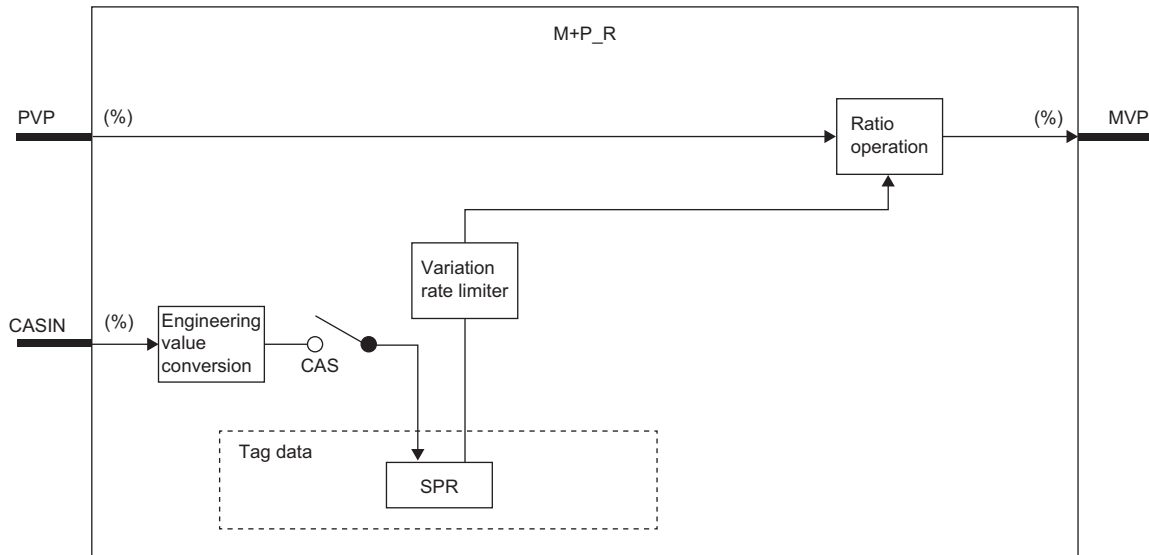 M+P_R
PVP
(%)
Ratio
operation
(%)
MVP
Variation
rate limiter
CASIN
(%)
Engineering
value
conversion
CAS
Tag data
SPR